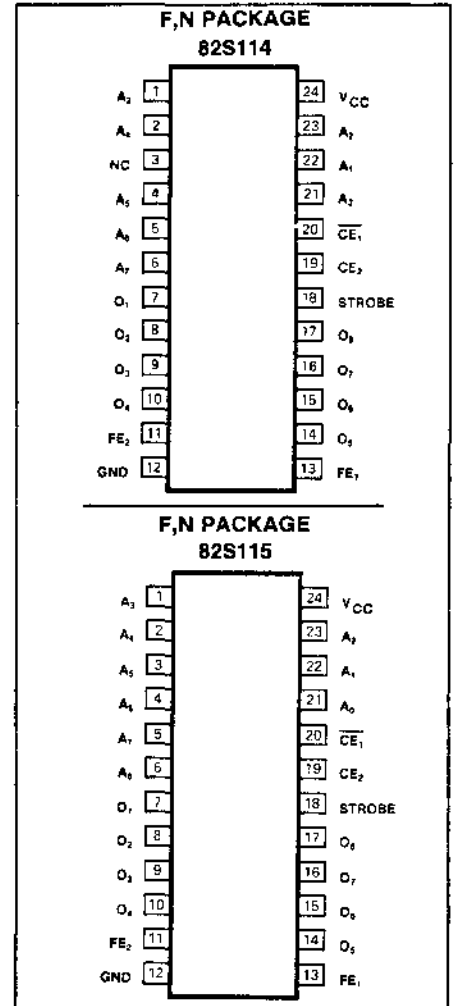 F,N PACKAGE
82S114
A₃ 1 24 VCC
A₄ 2 23 A₂
NC 3 22 A₁
A₅ 4 21
A₆ 5 20 C̅E̅₁
A₇ 6 19 CE₂
O₁ 7 18 STROBE
O₂ 8 17 O₈
O₃ 9 16 O₇
O₄ 10 15 O₆
FE₂ 11 14 O₅
GND 12 13 FE₁
F,N PACKAGE
82S115
A₃ 1 24 VCC
A₄ 2 23 A₂
A₅ 3 22 A₁
A₆ 4 21 A₀
A₇ 5 20 C̅E̅₁
A₈ 6 19 CE₂
O₁ 7 18 STROBE
O₂ 8 17 O₈
O₃ 9 16 O₇
O₄ 10 15 O₆
FE₂ 11 14 O₅
GND 12 13 FE₁